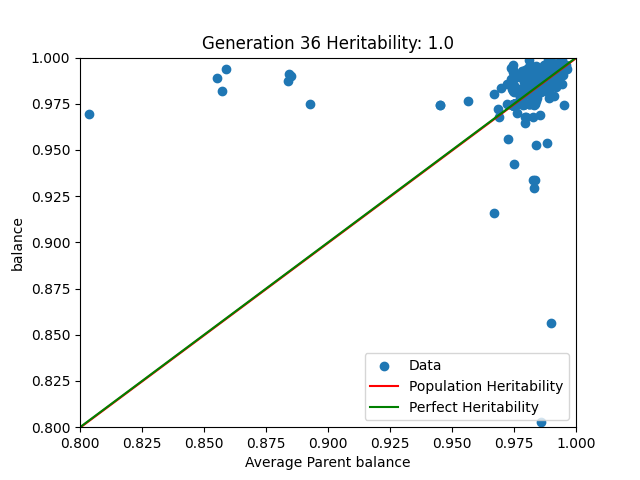 Generation 36 Heritability: 1.0
1.000
0.975
0.950
0.925
0.900
0.875
0.850
0.825
0.800
balance
Data
Population Heritability
Perfect Heritability
0.800 0.825 0.850 0.875 0.900 0.925 0.950 0.975 1.000
Average Parent balance